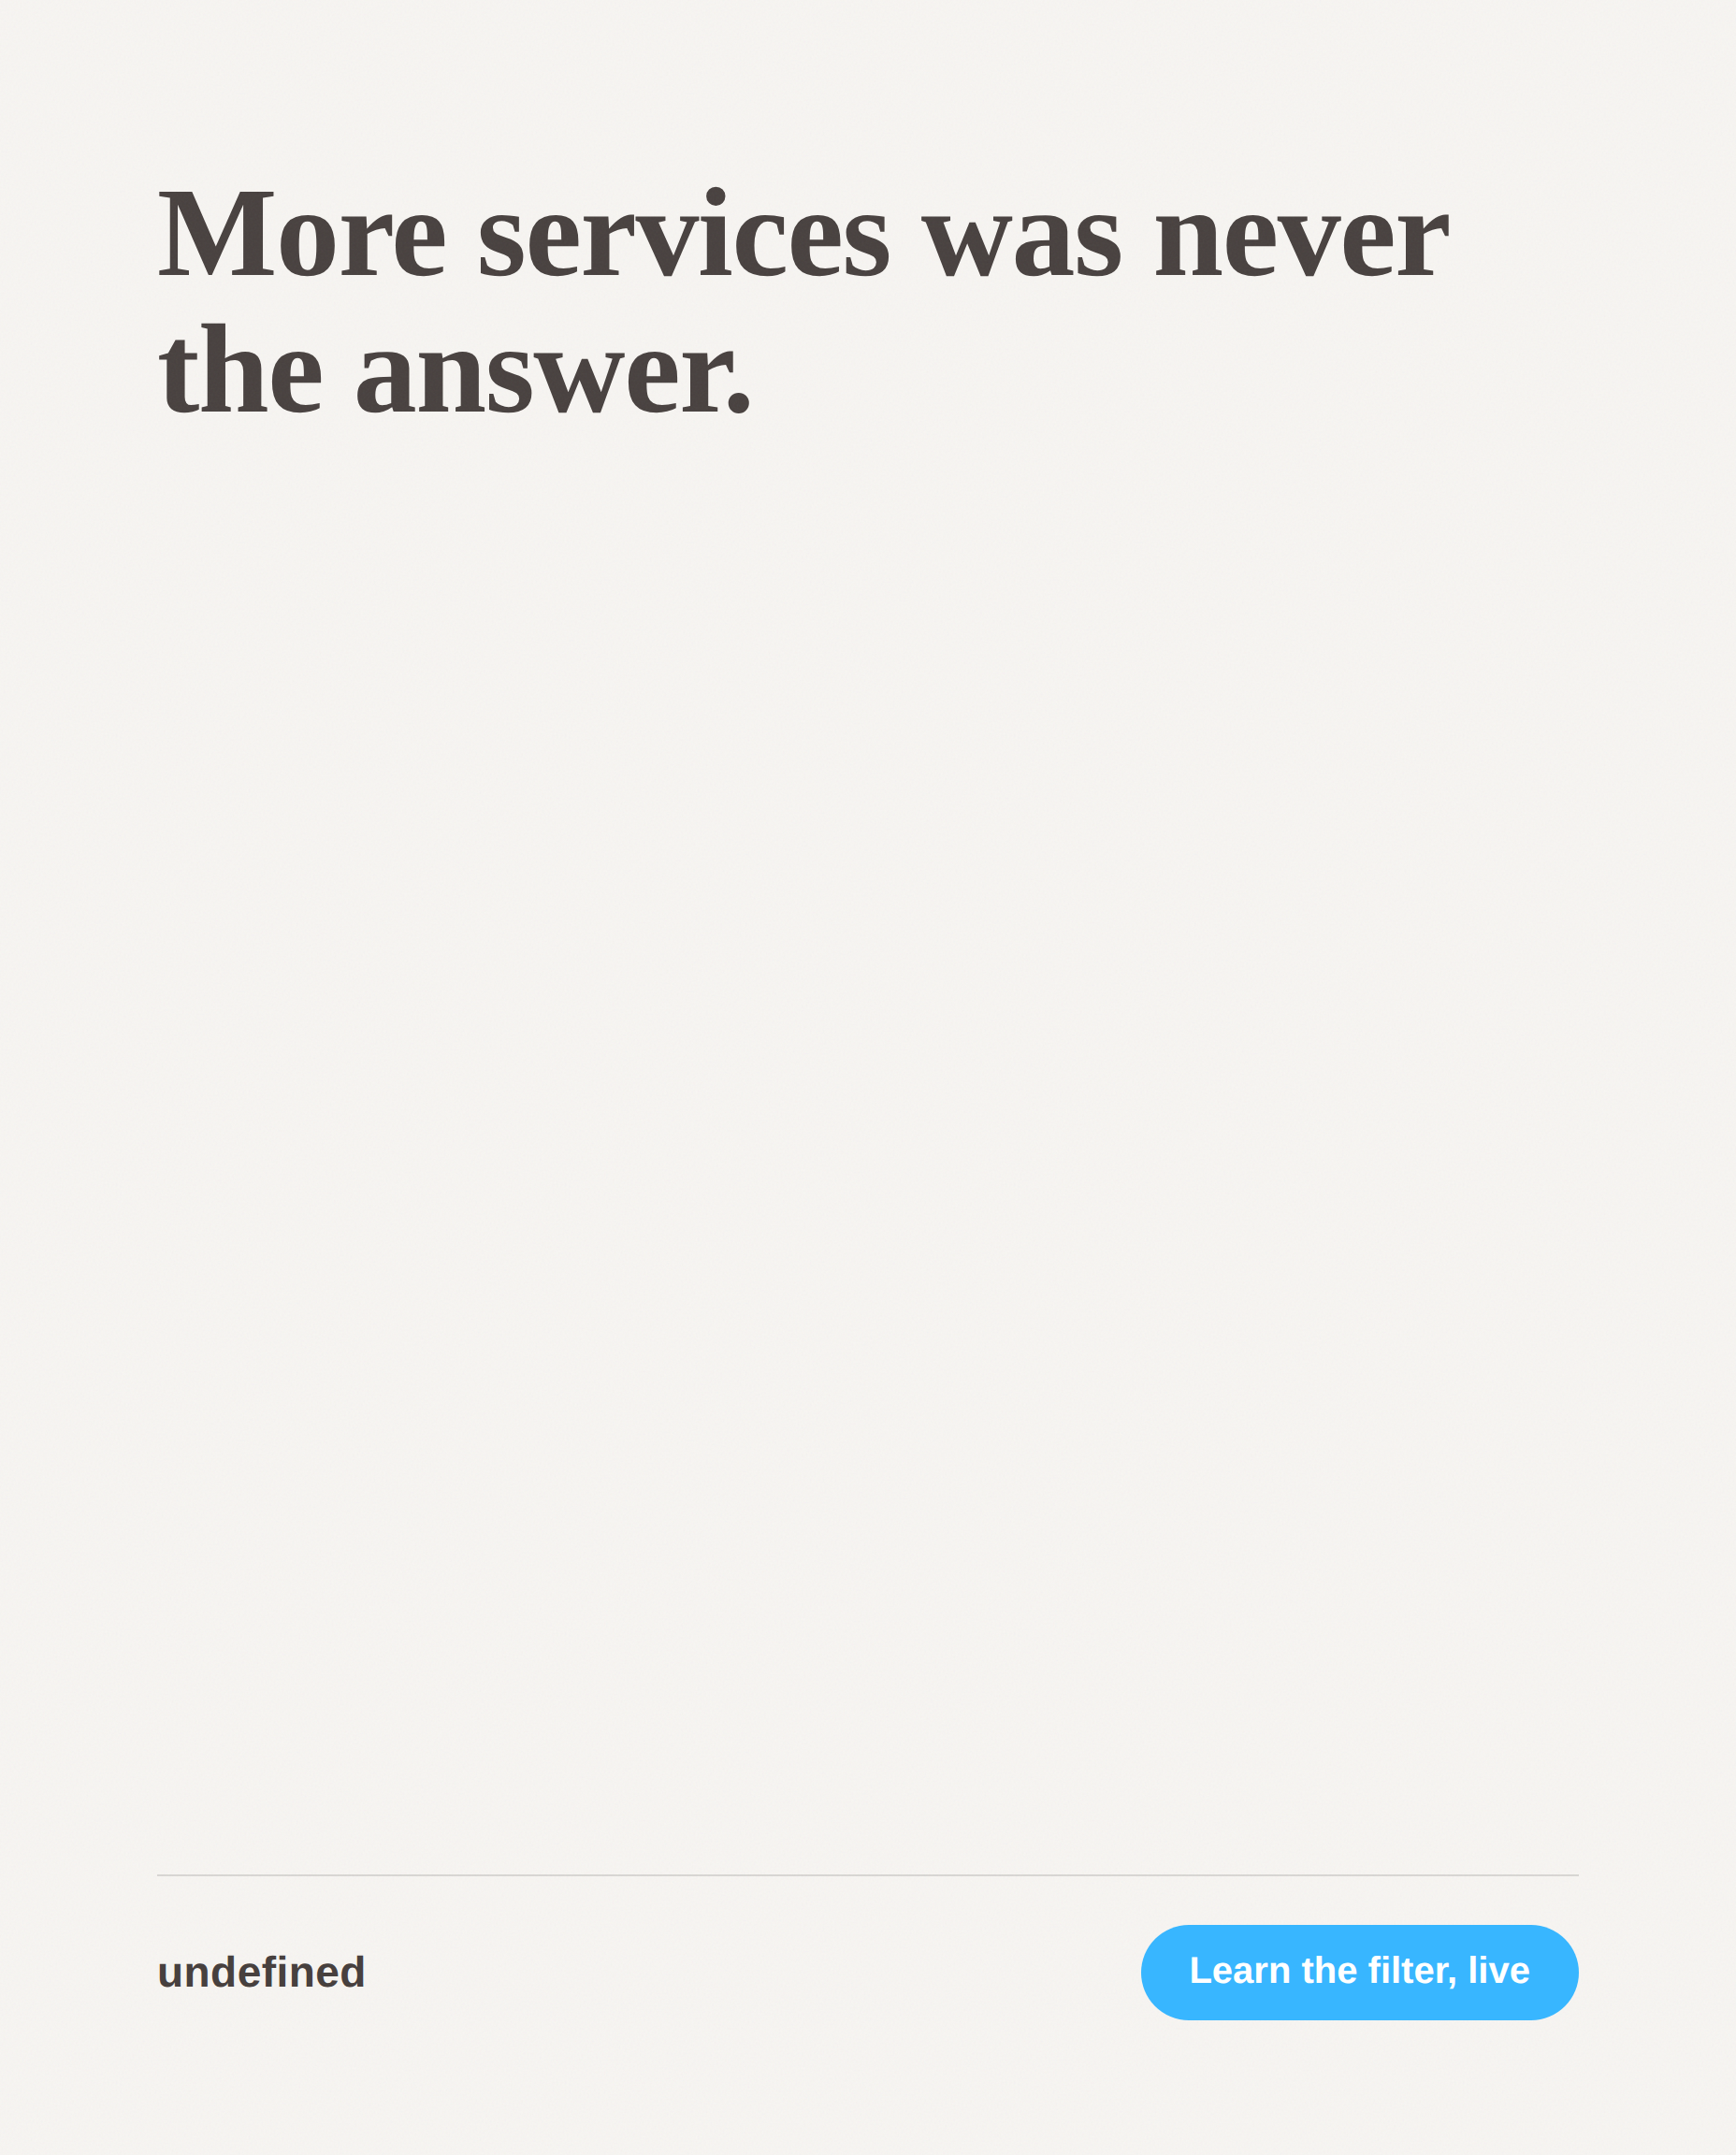 More services was never
the answer.
undefined
Learn the filter, live